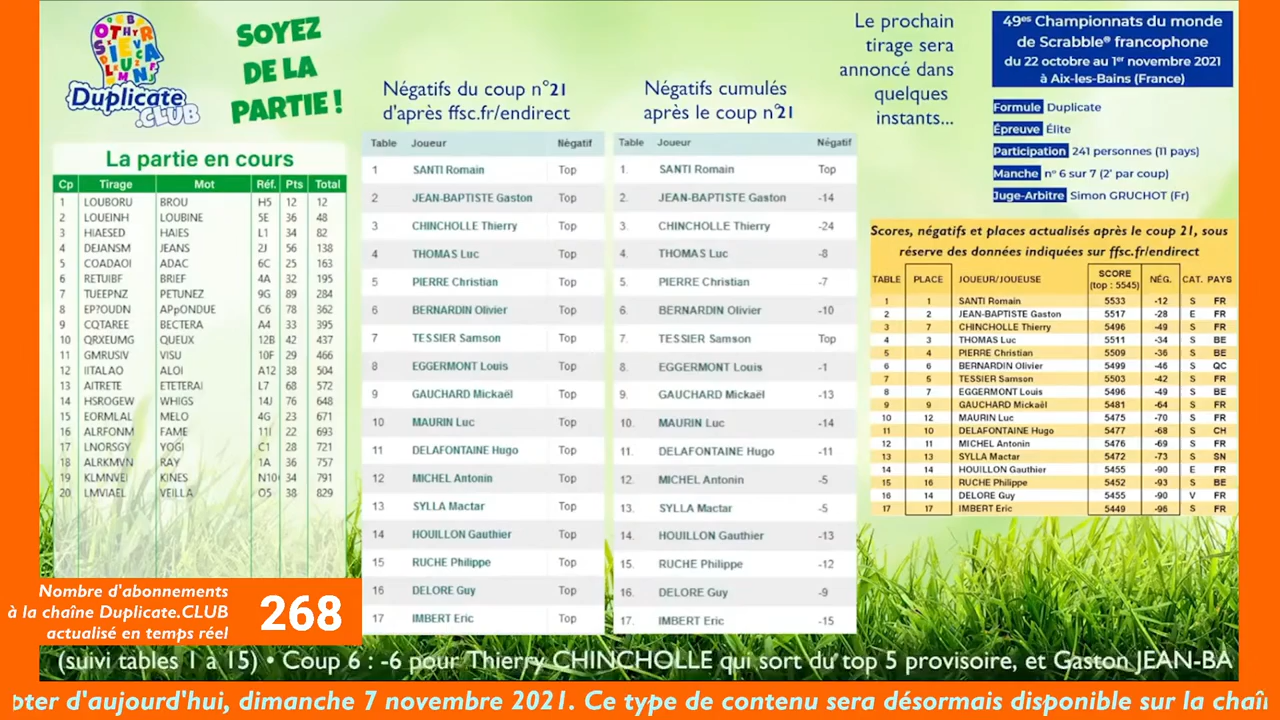 Duplicate
.CLUB
SOYEZ
DE LA
PARTIE !
La partie en cours
Cp Tirage Mot Réf. Pts Total
1 LOUBORU BROU H5 12 12
2 LOUEINH LOUBINE 5E 36 48
3 HIAESED HAIES L1 34 82
4 DEJANSM JEANS 2J 56 138
5 COADAOI ADAC 6C 25 163
6 RETUIBF BRIEF 4A 32 195
7 TUEEPNZ PETUNEZ 9G 89 284
8 EP?OUDN APpONDUE C6 78 362
9 CQTAREE BECTERA A4 33 395
10 QRXEUMG QUEUX 12B 42 437
11 GMRUSIV VISU 10F 29 466
12 IITALAO ALOI A12 38 504
13 AITRETE ETETERAI L7 68 572
14 HSROGEW WHIGS 14J 76 648
15 EORMLAL MELO 4G 23 671
16 ALRFONM FAME 11I 22 693
17 LNORSGY YOGI C1 28 721
18 ALRKMVN RAY 1A 36 757
19 KLMNVEI KINES N10 34 791
20 LMVIAEL VEILLA O5 38 829
Négatifs du coup n°21
d'après ffsc.fr/endirect
Table Joueur Négatif
1 SANTI Romain Top
2 JEAN-BAPTISTE Gaston Top
3 CHINCHOLLE Thierry Top
4 THOMAS Luc Top
5 PIERRE Christian Top
6 BERNARDIN Olivier Top
7 TESSIER Samson Top
8 EGGERMONT Louis Top
9 GAUCHARD Mickaël Top
10 MAURIN Luc Top
11 DELAFONTAINE Hugo Top
12 MICHEL Antonin Top
13 SYLLA Mactar Top
14 HOUILLON Gauthier Top
15 RUCHE Philippe Top
16 DELORE Guy Top
17 IMBERT Eric Top
Négatifs cumulés
après le coup n°21
Table Joueur Négatif
1. SANTI Romain Top
2. JEAN-BAPTISTE Gaston -14
3. CHINCHOLLE Thierry -24
4. THOMAS Luc -8
5. PIERRE Christian -7
6. BERNARDIN Olivier -10
7. TESSIER Samson Top
8. EGGERMONT Louis -1
9. GAUCHARD Mickaël -13
10. MAURIN Luc -14
11. DELAFONTAINE Hugo -11
12. MICHEL Antonin -5
13. SYLLA Mactar -5
14. HOUILLON Gauthier -13
15. RUCHE Philippe -12
16. DELORE Guy -9
17. IMBERT Eric -15
Le prochain
tirage sera
annoncé dans
quelques
instants...
49es Championnats du monde
de Scrabble® francophone
du 22 octobre au 1er novembre 2021
à Aix-les-Bains (France)
Formule Duplicate
Épreuve Élite
Participation 241 personnes (11 pays)
Manche n° 6 sur 7 (2' par coup)
Juge-Arbitre Simon GRUCHOT (Fr)
Scores, négatifs et places actualisés après le coup 21, sous
réserve des données indiquées sur ffsc.fr/endirect
TABLE PLACE JOUEUR/JOUEUSE SCORE (top : 5545) NÉG. CAT. PAYS
1 1 SANTI Romain 5533 -12 S FR
2 2 JEAN-BAPTISTE Gaston 5517 -28 E FR
3 7 CHINCHOLLE Thierry 5496 -49 S FR
4 3 THOMAS Luc 5511 -34 S BE
5 4 PIERRE Christian 5509 -36 S BE
6 6 BERNARDIN Olivier 5499 -46 S QC
7 5 TESSIER Samson 5503 -42 S FR
8 7 EGGERMONT Louis 5496 -49 S BE
9 9 GAUCHARD Mickaël 5481 -64 S FR
10 12 MAURIN Luc 5475 -70 S FR
11 10 DELAFONTAINE Hugo 5477 -68 S CH
12 11 MICHEL Antonin 5476 -69 S FR
13 13 SYLLA Mactar 5472 -73 S SN
14 14 HOUILLON Gauthier 5455 -90 E FR
15 16 RUCHE Philippe 5452 -93 S BE
16 14 DELORE Guy 5455 -90 V FR
17 17 IMBERT Eric 5449 -96 S FR
Nombre d'abonnements
à la chaîne Duplicate.CLUB
actualisé en temps réel
268
(suivi tables 1 à 15) • Coup 6 : -6 pour Thierry CHINCHOLLE qui sort du top 5 provisoire, et Gaston JEAN-BA
pter d'aujourd'hui, dimanche 7 novembre 2021. Ce type de contenu sera désormais disponible sur la chaîn